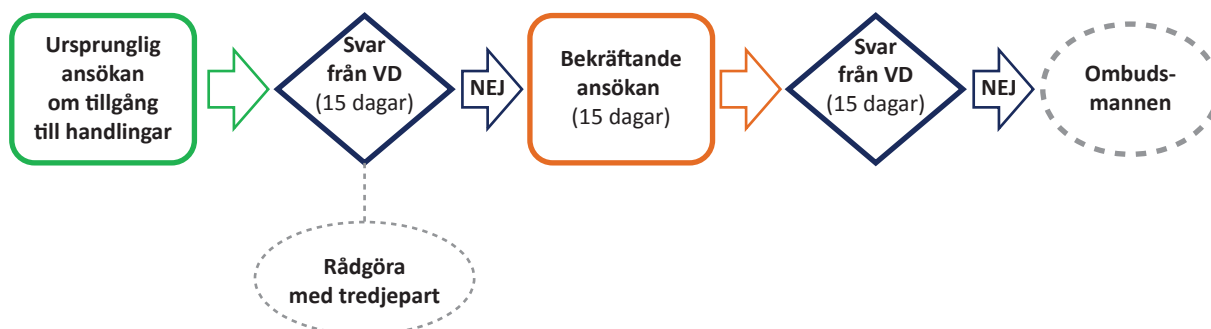 Ursprunglig
ansökan
om tillgång
till handlingar
Svar
från VD
(15 dagar)
NEJ
Bekräftande
ansökan
(15 dagar)
Svar
från VD
(15 dagar)
NEJ
Ombuds-
mannen
Rådgöra
med tredjepart